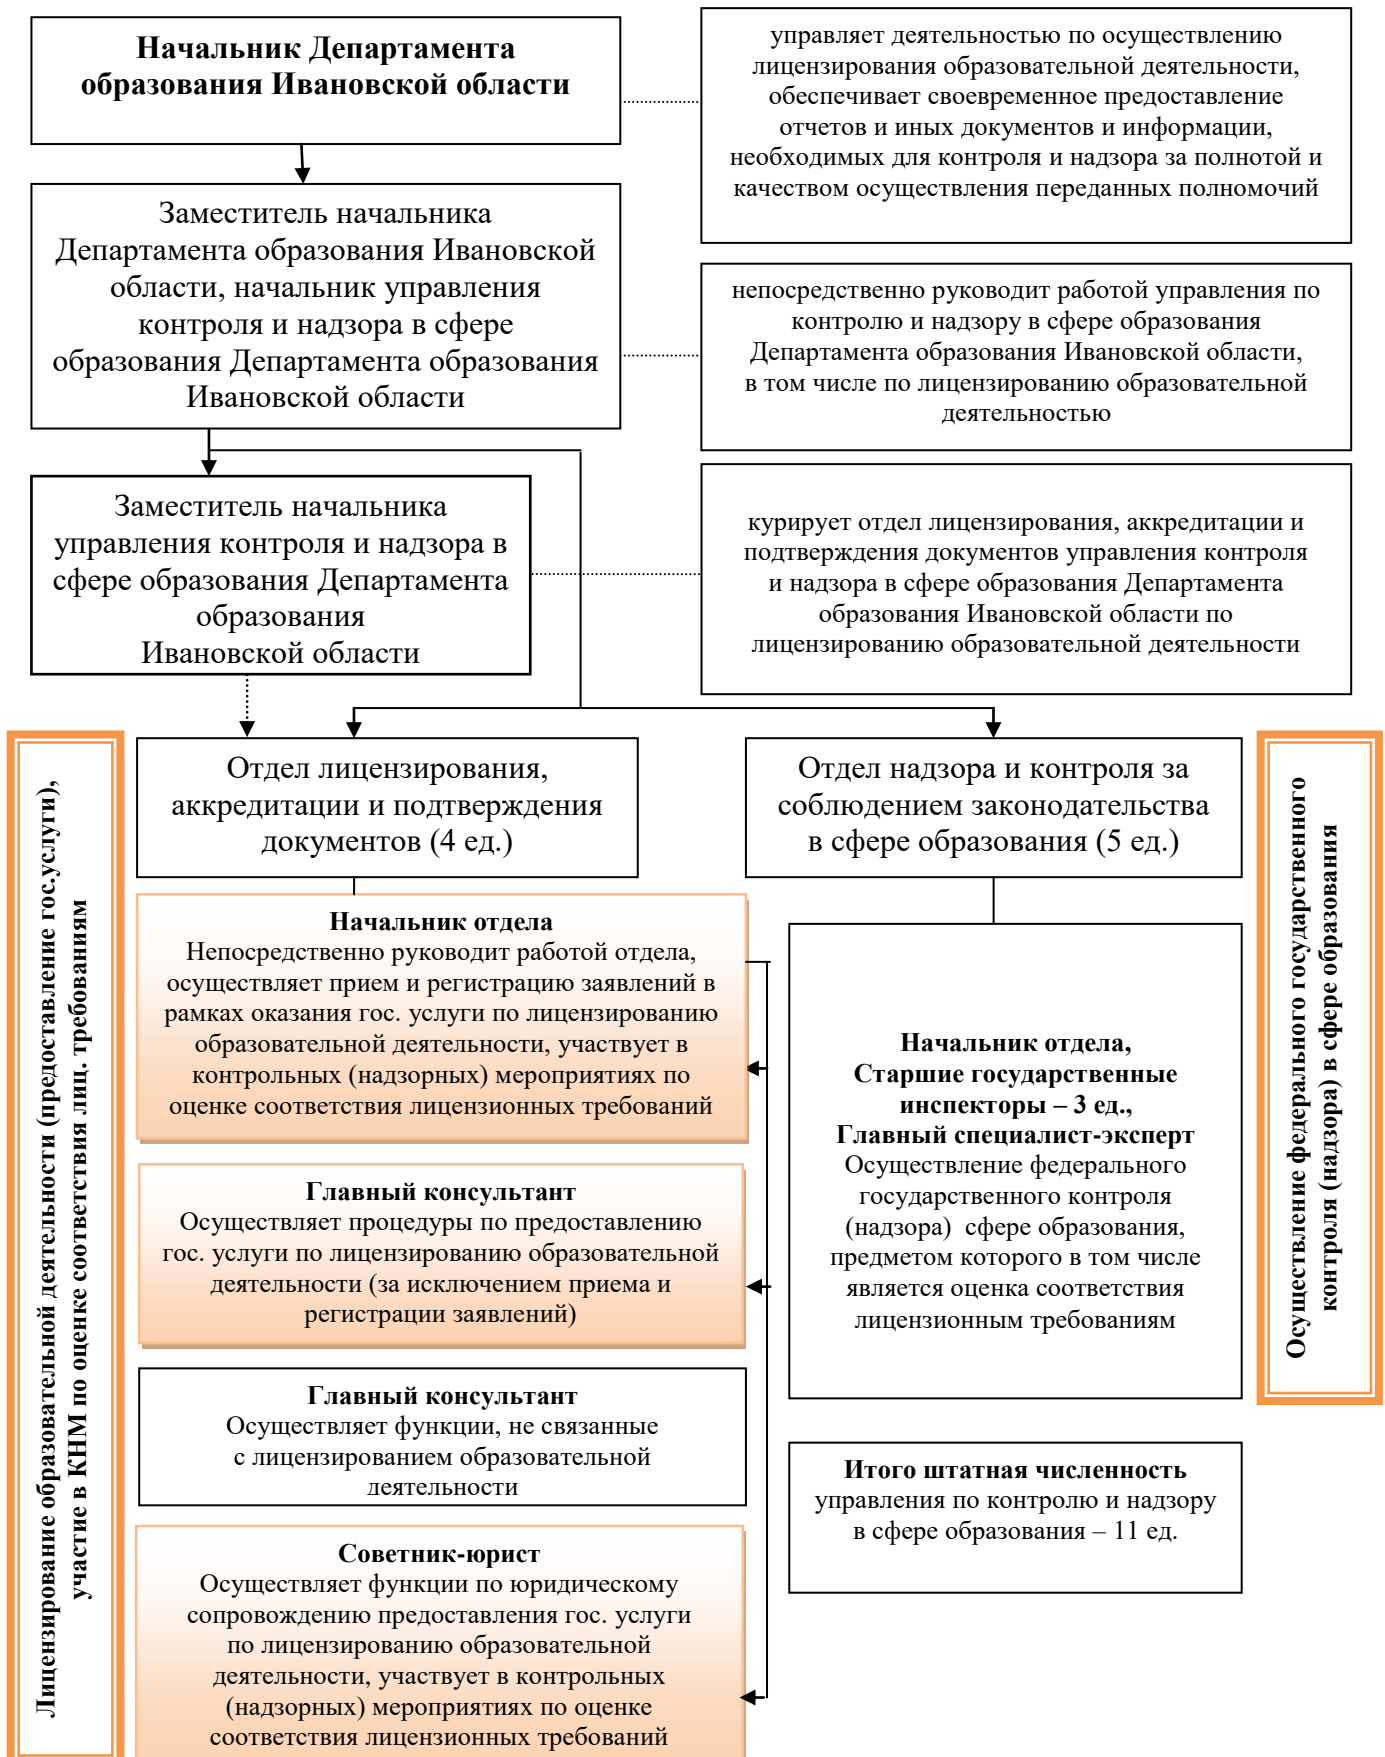 Начальник Департамента
образования Ивановской области
управляет деятельностью по осуществлению
лицензирования образовательной деятельности,
обеспечивает своевременное предоставление
отчетов и иных документов и информации,
необходимых для контроля и надзора за полнотой и
качеством осуществления переданных полномочий
Заместитель начальника
Департамента образования Ивановской
области, начальник управления
контроля и надзора в сфере
образования Департамента образования
Ивановской области
непосредственно руководит работой управления по
контролю и надзору в сфере образования
Департамента образования Ивановской области,
в том числе по лицензированию образовательной
деятельностью
Заместитель начальника
управления контроля и надзора в
сфере образования Департамента
образования
Ивановской области
курирует отдел лицензирования, аккредитации и
подтверждения документов управления контроля
и надзора в сфере образования Департамента
образования Ивановской области по
лицензированию образовательной деятельности
Лицензирование образовательной деятельности (предоставление гос.услуги),
участие в КНМ по оценке соответствия лиц. требованиям
Отдел лицензирования,
аккредитации и подтверждения
документов (4 ед.)
Начальник отдела
Непосредственно руководит работой отдела,
осуществляет прием и регистрацию заявлений в
рамках оказания гос. услуги по лицензированию
образовательной деятельности, участвует в
контрольных (надзорных) мероприятиях по
оценке соответствия лицензионных требований
Главный консультант
Осуществляет процедуры по предоставлению
гос. услуги по лицензированию образовательной
деятельности (за исключением приема и
регистрации заявлений)
Главный консультант
Осуществляет функции, не связанные
с лицензированием образовательной
деятельности
Советник-юрист
Осуществляет функции по юридическому
сопровождению предоставления гос. услуги
по лицензированию образовательной
деятельности, участвует в контрольных
(надзорных) мероприятиях по оценке
соответствия лицензионных требований
Отдел надзора и контроля за
соблюдением законодательства
в сфере образования (5 ед.)
Начальник отдела,
Старшие государственные
инспекторы – 3 ед.,
Главный специалист-эксперт
Осуществление федерального
государственного контроля
(надзора) сфере образования,
предметом которого в том числе
является оценка соответствия
лицензионным требованиям
Итого штатная численность
управления по контролю и надзору
в сфере образования – 11 ед.
Осуществление федерального государственного
контроля (надзора) в сфере образования